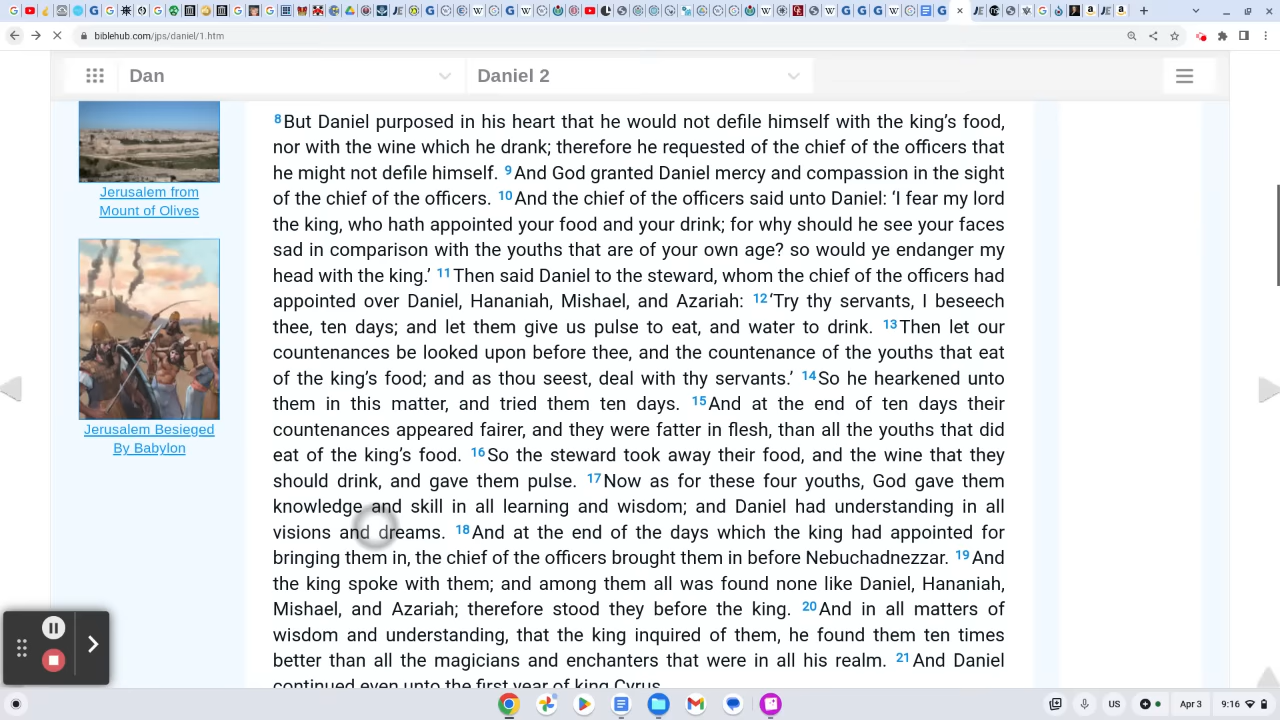 biblehub.com/jps/daniel/1.htm
Dan
Daniel 2
8But Daniel purposed in his heart that he would not defile himself with the king’s food,
nor with the wine which he drank; therefore he requested of the chief of the officers that
he might not defile himself. 9And God granted Daniel mercy and compassion in the sight
of the chief of the officers. 10And the chief of the officers said unto Daniel: ‘I fear my lord
the king, who hath appointed your food and your drink; for why should he see your faces
sad in comparison with the youths that are of your own age? so would ye endanger my
head with the king.’ 11Then said Daniel to the steward, whom the chief of the officers had
appointed over Daniel, Hananiah, Mishael, and Azariah: 12‘Try thy servants, I beseech
thee, ten days; and let them give us pulse to eat, and water to drink. 13Then let our
countenances be looked upon before thee, and the countenance of the youths that eat
of the king’s food; and as thou seest, deal with thy servants.’ 14So he hearkened unto
them in this matter, and tried them ten days. 15And at the end of ten days their
countenances appeared fairer, and they were fatter in flesh, than all the youths that did
eat of the king’s food. 16So the steward took away their food, and the wine that they
should drink, and gave them pulse. 17Now as for these four youths, God gave them
knowledge and skill in all learning and wisdom; and Daniel had understanding in all
visions and dreams. 18And at the end of the days which the king had appointed for
bringing them in, the chief of the officers brought them in before Nebuchadnezzar. 19And
the king spoke with them; and among them all was found none like Daniel, Hananiah,
Mishael, and Azariah; therefore stood they before the king. 20And in all matters of
wisdom and understanding, that the king inquired of them, he found them ten times
better than all the magicians and enchanters that were in all his realm. 21And Daniel
continued even unto the first year of king Cyrus.
Jerusalem from
Mount of Olives
Jerusalem Besieged
By Babylon
US
Apr 3
9:16